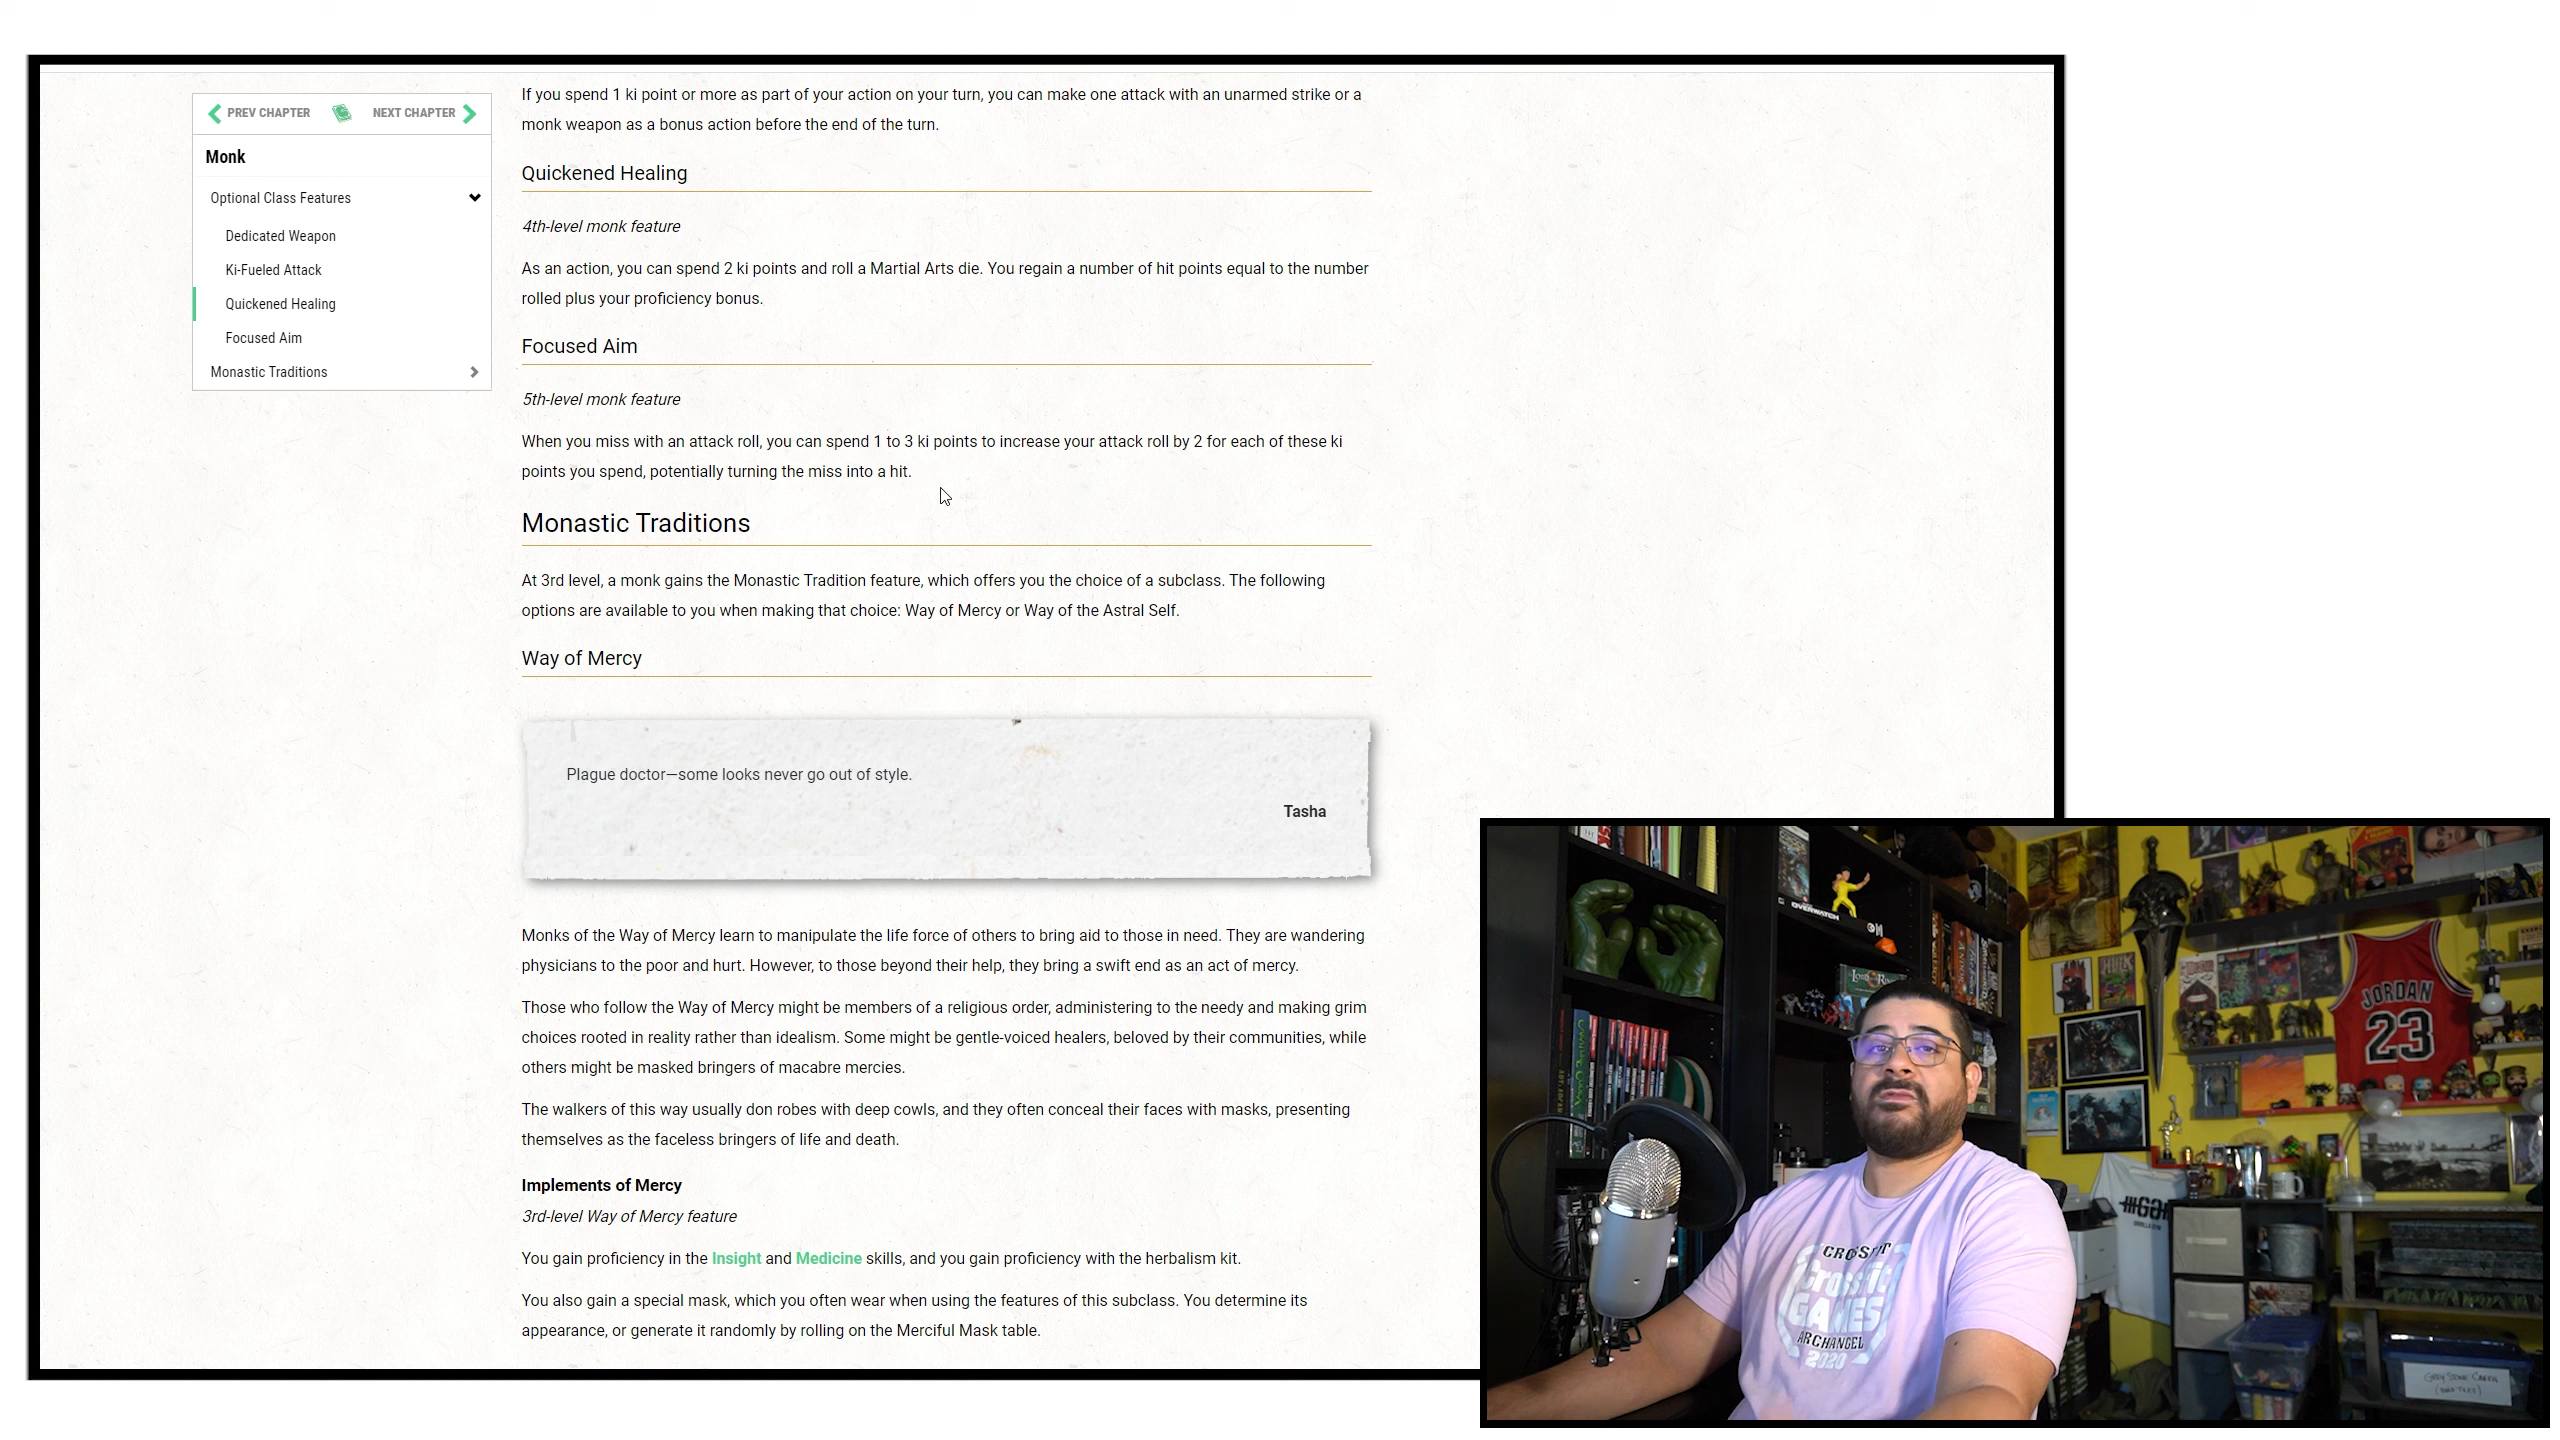 PREV CHAPTER
NEXT CHAPTER
Monk
Optional Class Features
Dedicated Weapon
Ki-Fueled Attack
Quickened Healing
Focused Aim
Monastic Traditions
If you spend 1 ki point or more as part of your action on your turn, you can make one attack with an unarmed strike or a
monk weapon as a bonus action before the end of the turn.
Quickened Healing
4th-level monk feature
As an action, you can spend 2 ki points and roll a Martial Arts die. You regain a number of hit points equal to the number
rolled plus your proficiency bonus.
Focused Aim
5th-level monk feature
When you miss with an attack roll, you can spend 1 to 3 ki points to increase your attack roll by 2 for each of these ki
points you spend, potentially turning the miss into a hit.
Monastic Traditions
At 3rd level, a monk gains the Monastic Tradition feature, which offers you the choice of a subclass. The following
options are available to you when making that choice: Way of Mercy or Way of the Astral Self.
Way of Mercy
Plague doctor—some looks never go out of style.
Tasha
Monks of the Way of Mercy learn to manipulate the life force of others to bring aid to those in need. They are wandering
physicians to the poor and hurt. However, to those beyond their help, they bring a swift end as an act of mercy.
Those who follow the Way of Mercy might be members of a religious order, administering to the needy and making grim
choices rooted in reality rather than idealism. Some might be gentle-voiced healers, beloved by their communities, while
others might be masked bringers of macabre mercies.
The walkers of this way usually don robes with deep cowls, and they often conceal their faces with masks, presenting
themselves as the faceless bringers of life and death.
Implements of Mercy
3rd-level Way of Mercy feature
You gain proficiency in the Insight and Medicine skills, and you gain proficiency with the herbalism kit.
You also gain a special mask, which you often wear when using the features of this subclass. You determine its
appearance, or generate it randomly by rolling on the Merciful Mask table.
OVERWATCH
JORDAN
23
CROSSFIT
CrossFit
GAMES
ARCHANGEL
2020